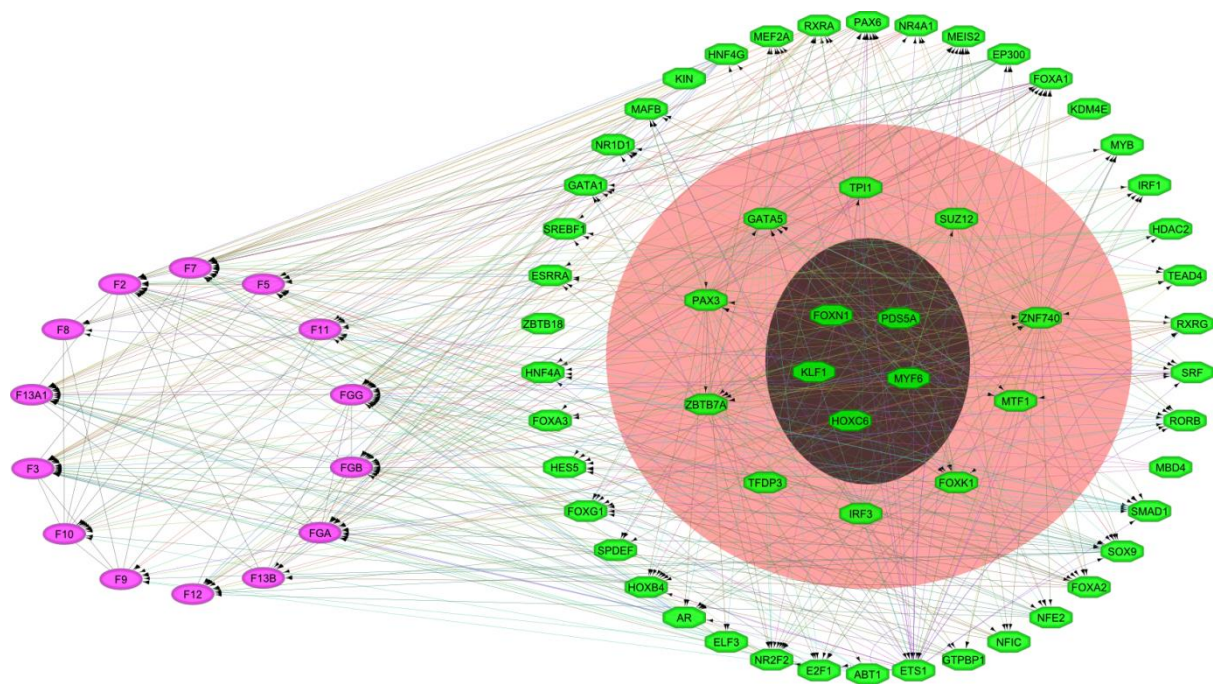 PAX6
RXRA
NR4A1
MEF2A
MEIS2
HNF4G
EP300
KIN
FOXA1
MAFB
KDM4E
NR1D1
MYB
GATA1
TPI1
IRF1
SREBF1
GATA5
SUZ12
HDAC2
F7
F2
F5
ESRRA
TEAD4
PAX3
F8
F11
ZBTB18
FOXN1
PDS5A
ZNF740
RXRG
HNF4A
KLF1
MYF6
SRF
F13A1
FGG
ZBTB7A
MTF1
FOXA3
HOXC6
RORB
F3
FGB
HES5
MBD4
TFDP3
FOXK1
FOXG1
IRF3
SMAD1
F10
FGA
SPDEF
SOX9
F9
F13B
HOXB4
FOXA2
F12
AR
NFE2
ELF3
NFIC
NR2F2
GTPBP1
E2F1
ABT1
ETS1